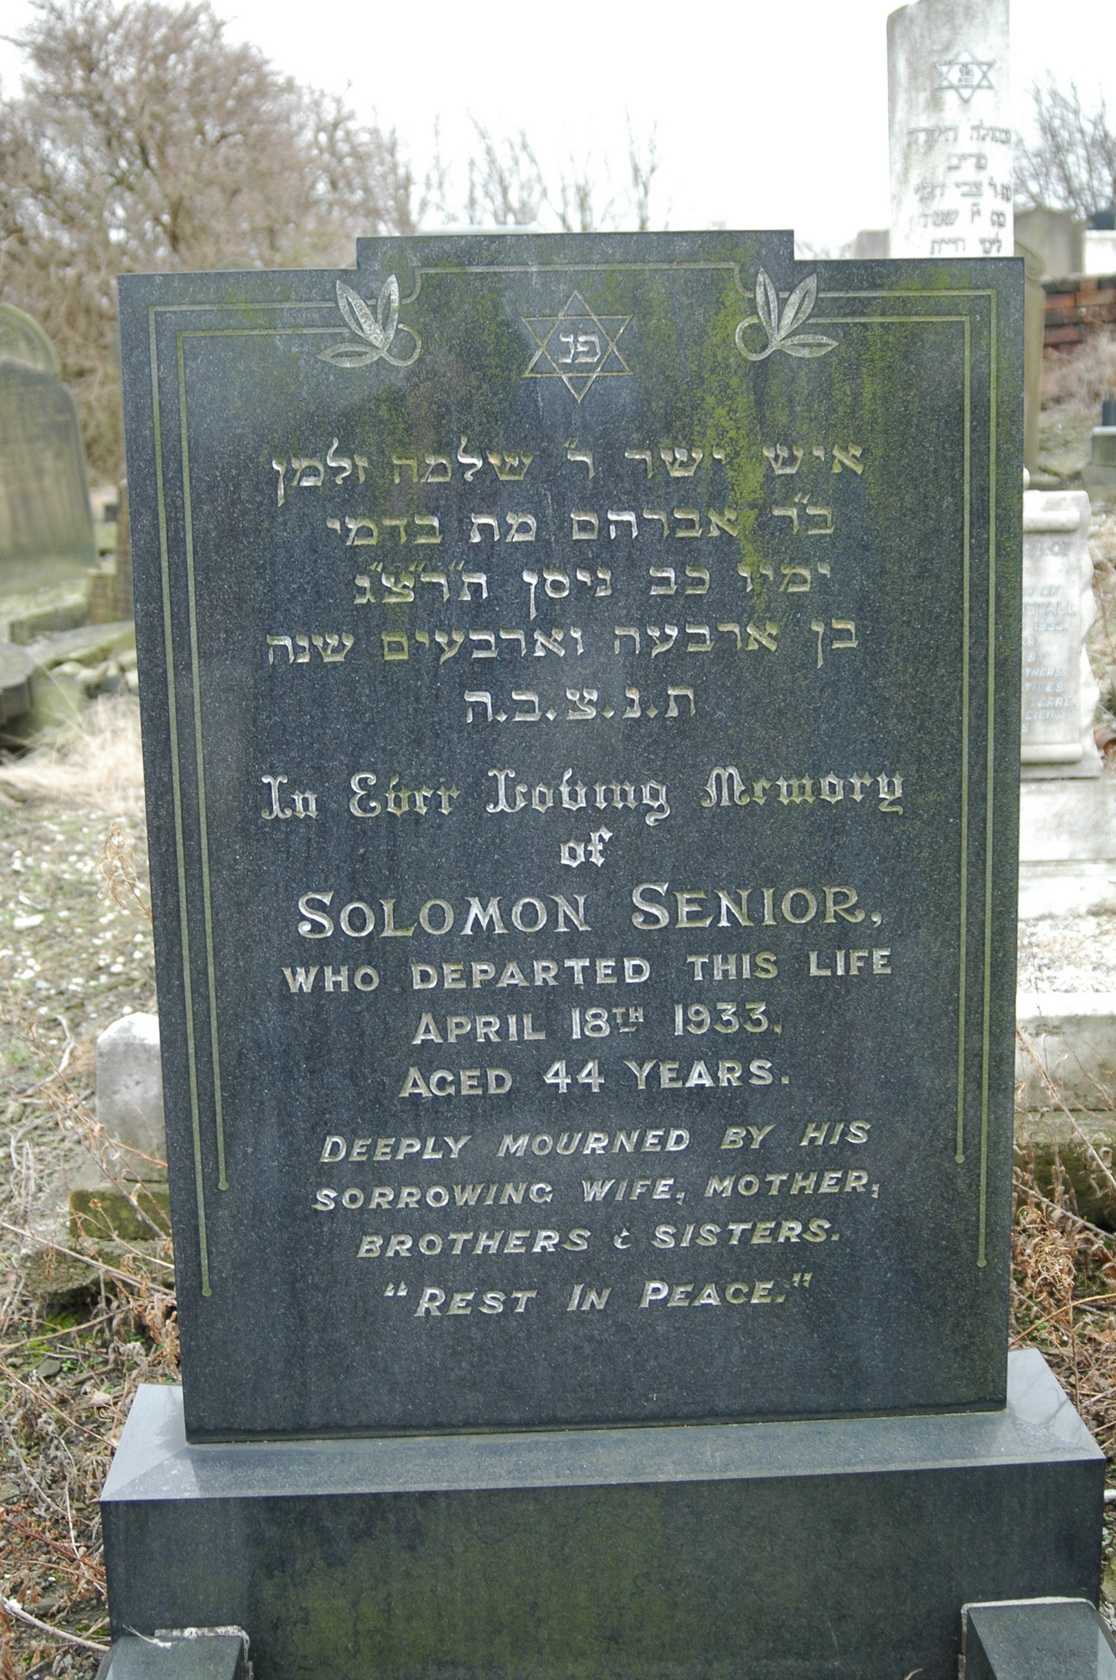 פנ
איש ישר ר׳ שלמה זלמן
ב״ר אברהם מת בדמי
ימיו כב ניסן ת״ר״צ״ג
בן ארבעה וארבעים שנה
ת.נ.צ.ב.ה
In Ever Loving Memory
of
SOLOMON SENIOR,
WHO DEPARTED THIS LIFE
APRIL 18TH 1933.
AGED 44 YEARS.
DEEPLY MOURNED BY HIS
SORROWING WIFE, MOTHER,
BROTHERS & SISTERS.
"REST IN PEACE."